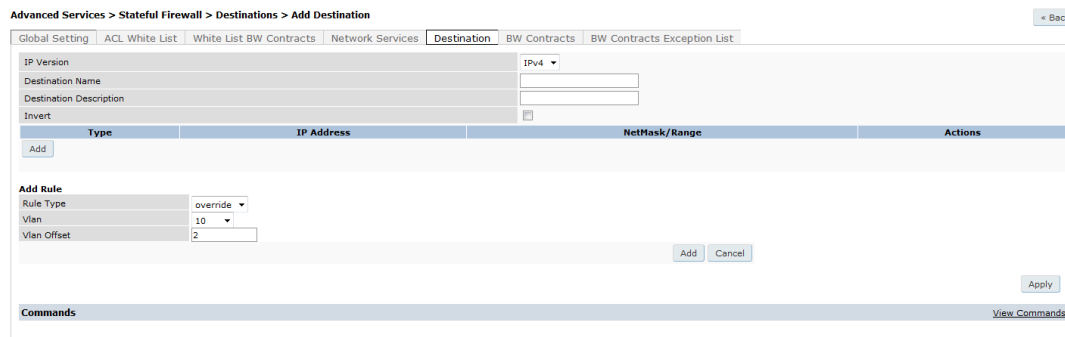 Advanced Services > Stateful Firewall > Destinations > Add Destination
« Bac
Global Setting ACL White List White List BW Contracts Network Services Destination BW Contracts BW Contracts Exception List
IP Version IPv4
Destination Name
Destination Description
Invert
Type IP Address NetMask/Range Actions
Add
Add Rule
Rule Type override
Vlan 10
Vlan Offset 2
Add Cancel
Apply
Commands View Commands